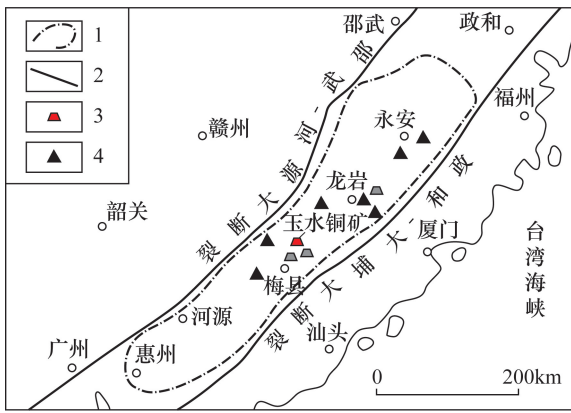 1
2
3
4
邵武
政和
福州
赣州
永安
邵武-河源大断裂
龙岩
政和-大埔大断裂
韶关
玉水铜矿
厦门
台湾海峡
梅县
河源
汕头
广州
惠州
0 200km